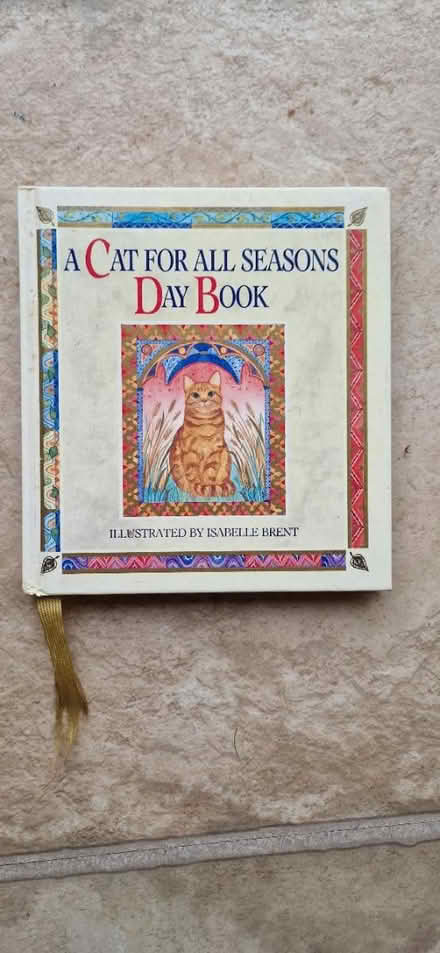 A CAT FOR ALL SEASONS
DAY BOOK
ILLUSTRATED BY ISABELLE BRENT